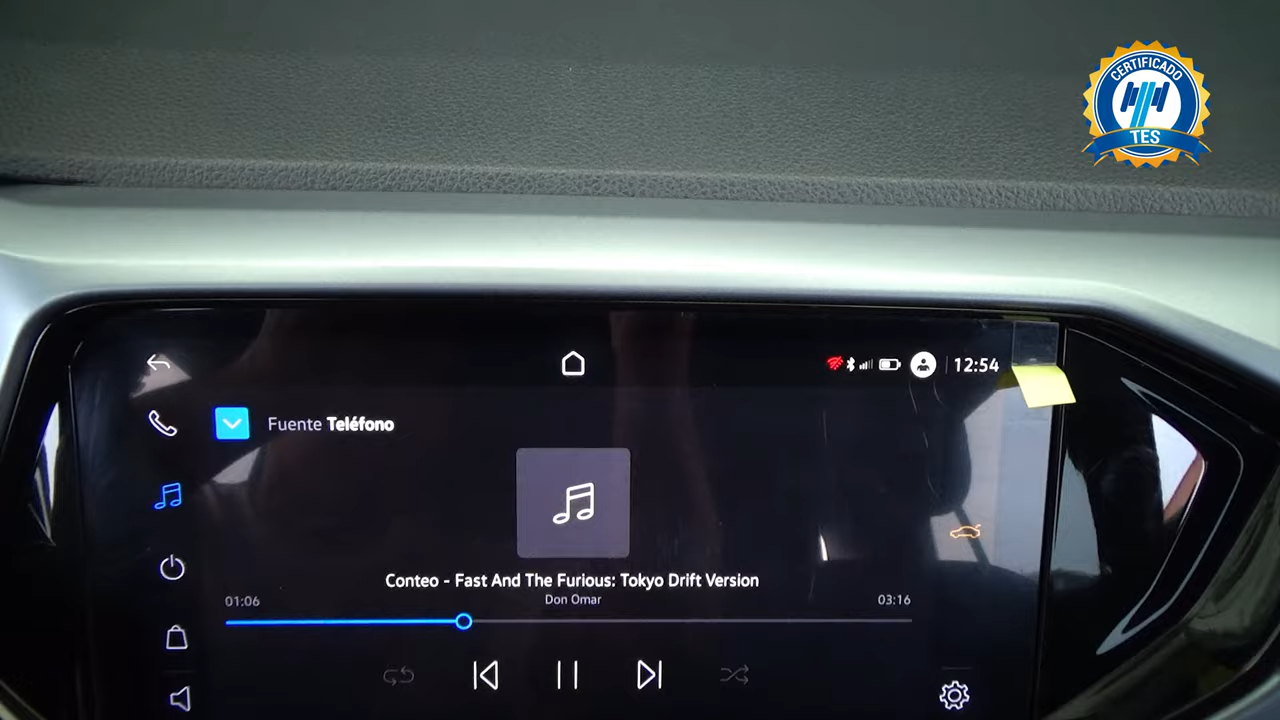 CERTIFICADO
TES
12:54
Fuente Teléfono
Conteo - Fast And The Furious: Tokyo Drift Version
01:06
Don Omar
03:16